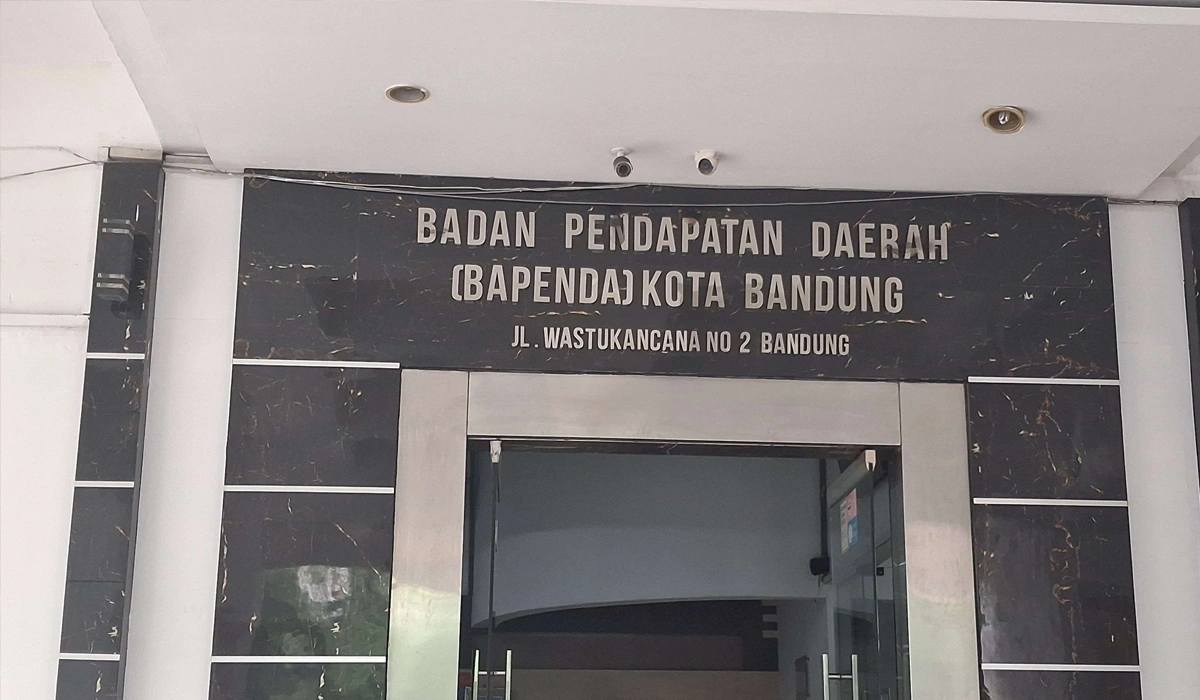 BADAN PENDAPATAN DAERAH
(BAPENDA) KOTA BANDUNG
JL. WASTUKANCANA NO 2 BANDUNG